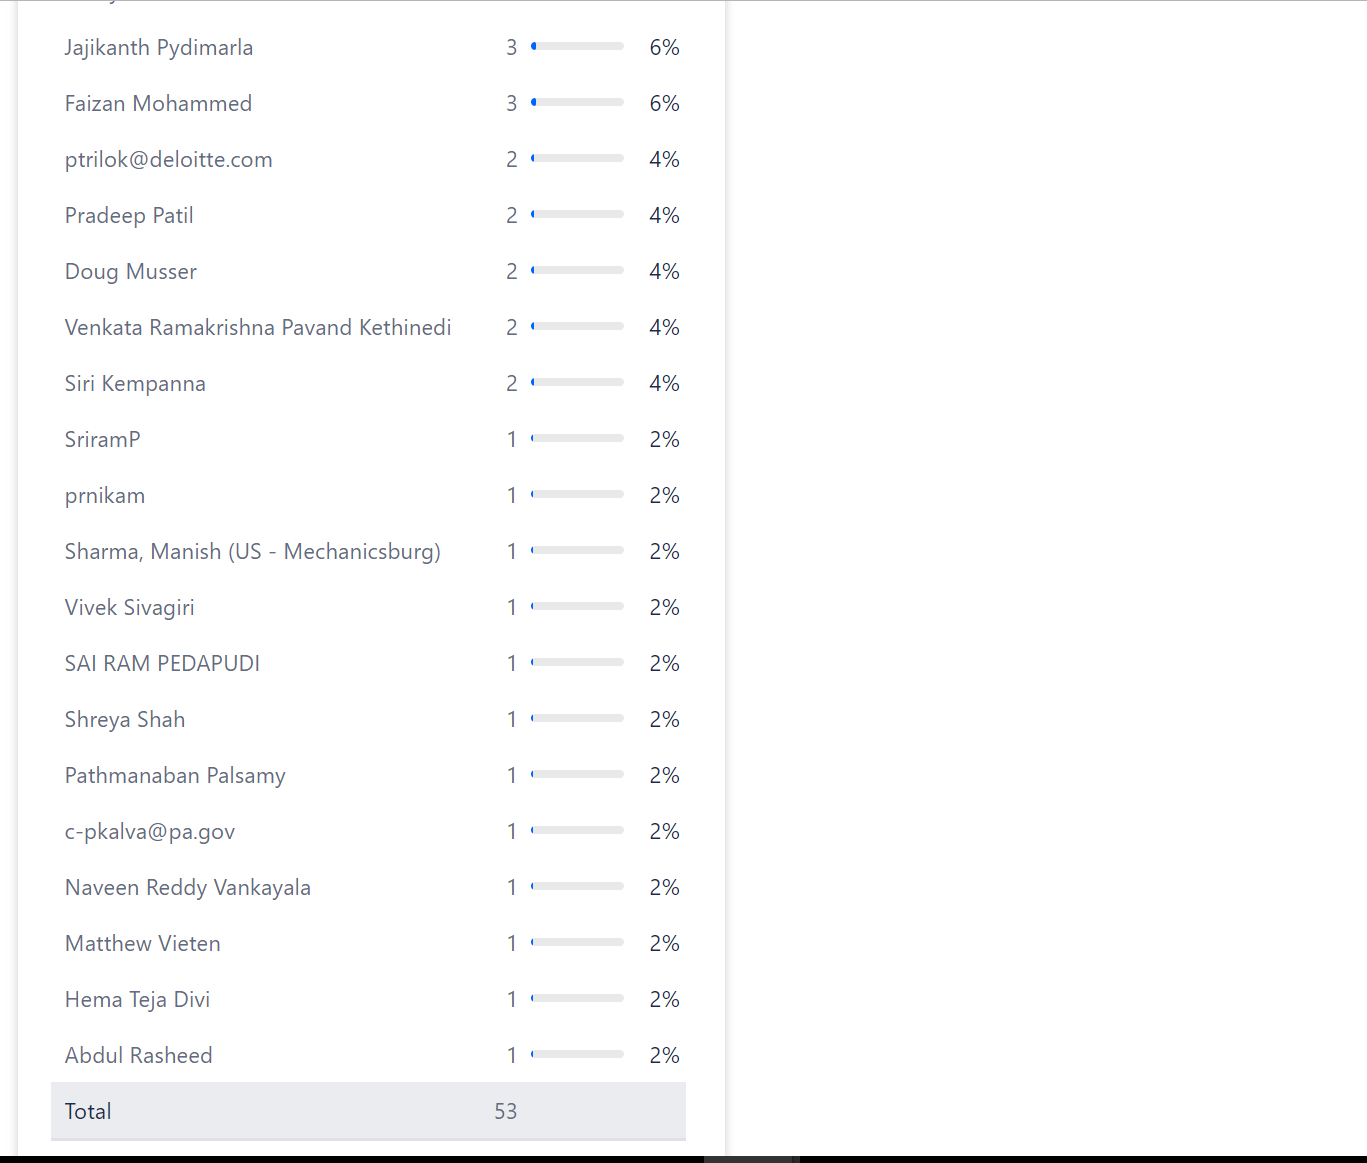 Jajikanth Pydimarla 3 6%
Faizan Mohammed 3 6%
ptrilok@deloitte.com 2 4%
Pradeep Patil 2 4%
Doug Musser 2 4%
Venkata Ramakrishna Pavand Kethinedi 2 4%
Siri Kempanna 2 4%
SriramP 1 2%
prnikam 1 2%
Sharma, Manish (US - Mechanicsburg) 1 2%
Vivek Sivagiri 1 2%
SAI RAM PEDAPUDI 1 2%
Shreya Shah 1 2%
Pathmanaban Palsamy 1 2%
c-pkalva@pa.gov 1 2%
Naveen Reddy Vankayala 1 2%
Matthew Vieten 1 2%
Hema Teja Divi 1 2%
Abdul Rasheed 1 2%
Total 53